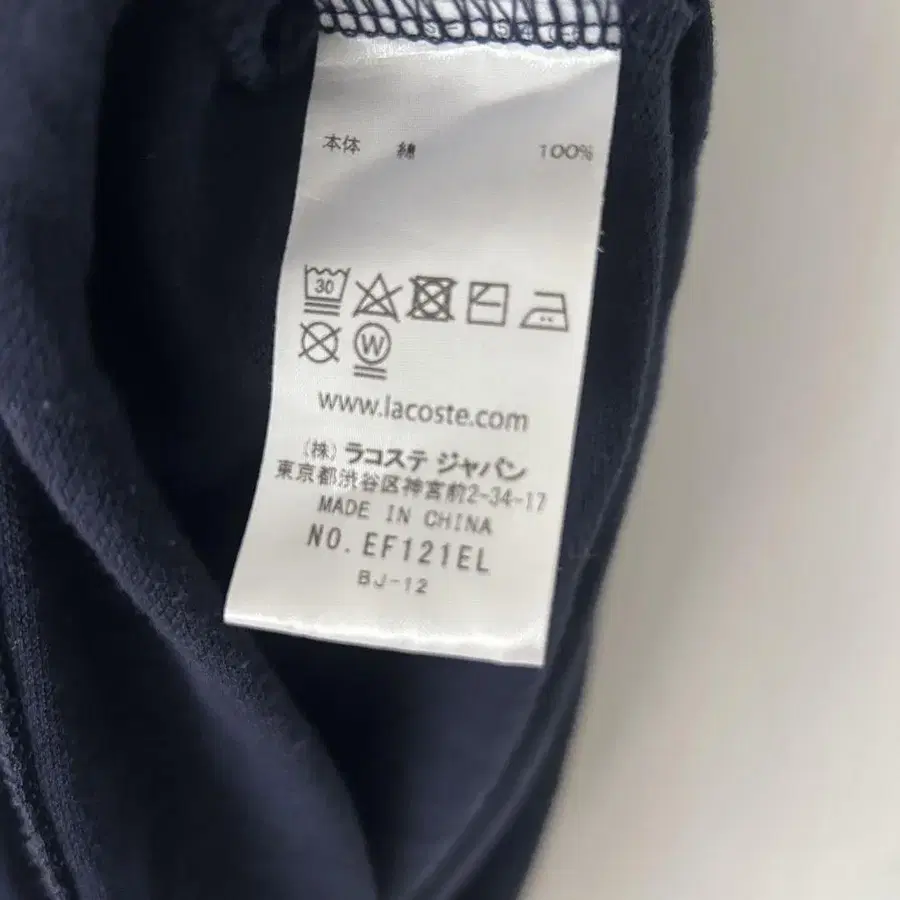 本体 綿 100%
30
W
www.lacoste.com
(株) ラコステ ジャパン
東京都渋谷区神宮前2-34-17
MADE IN CHINA
NO. EF121EL
BJ-12